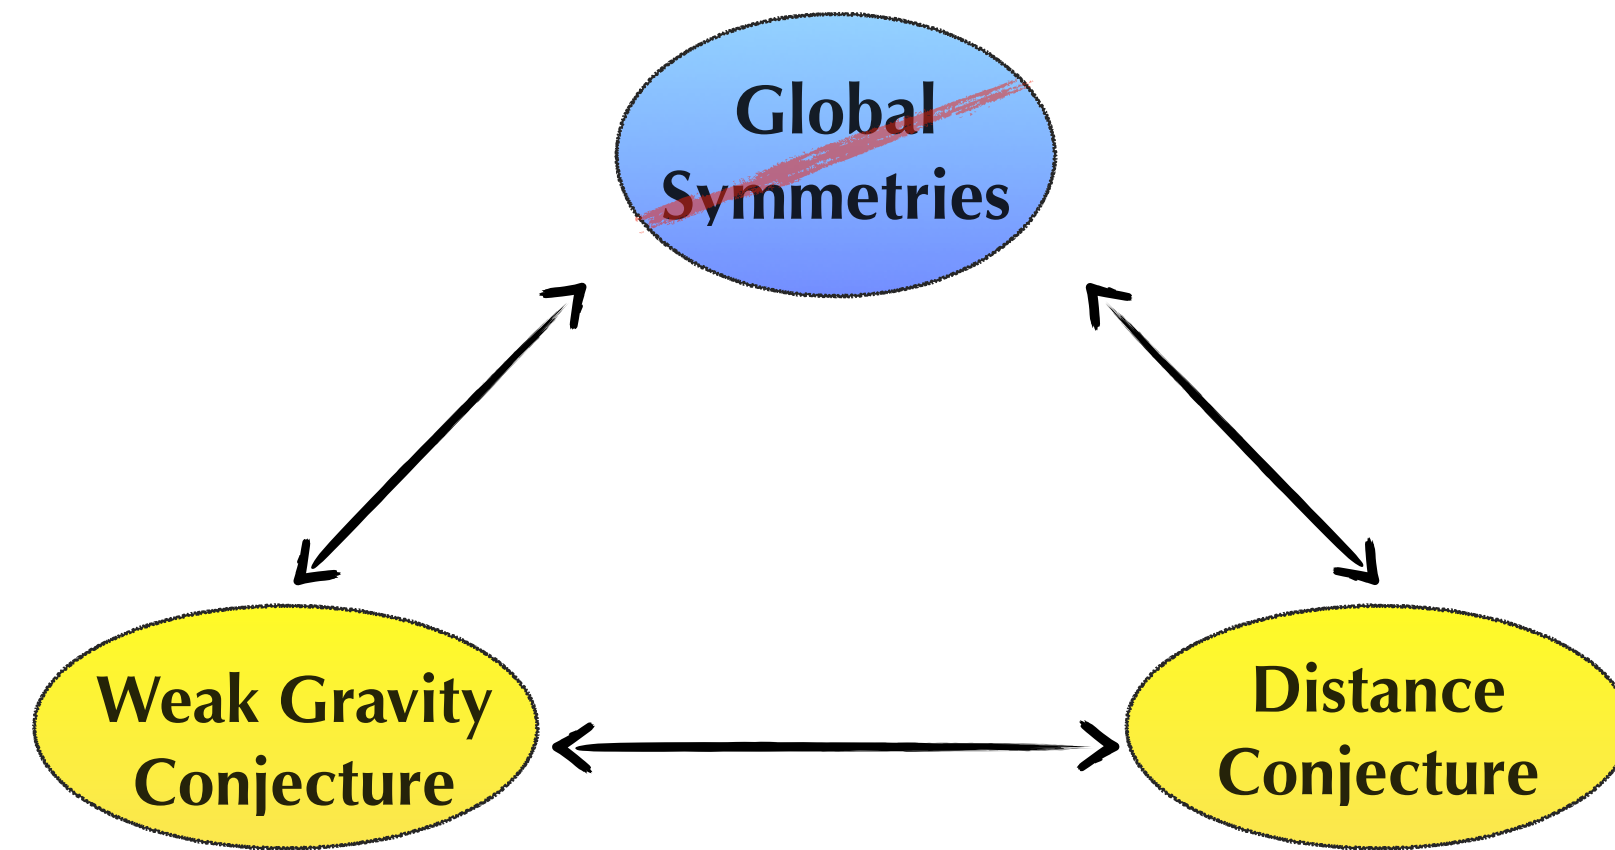 Global
Symmetries
Weak Gravity
Conjecture
Distance
Conjecture